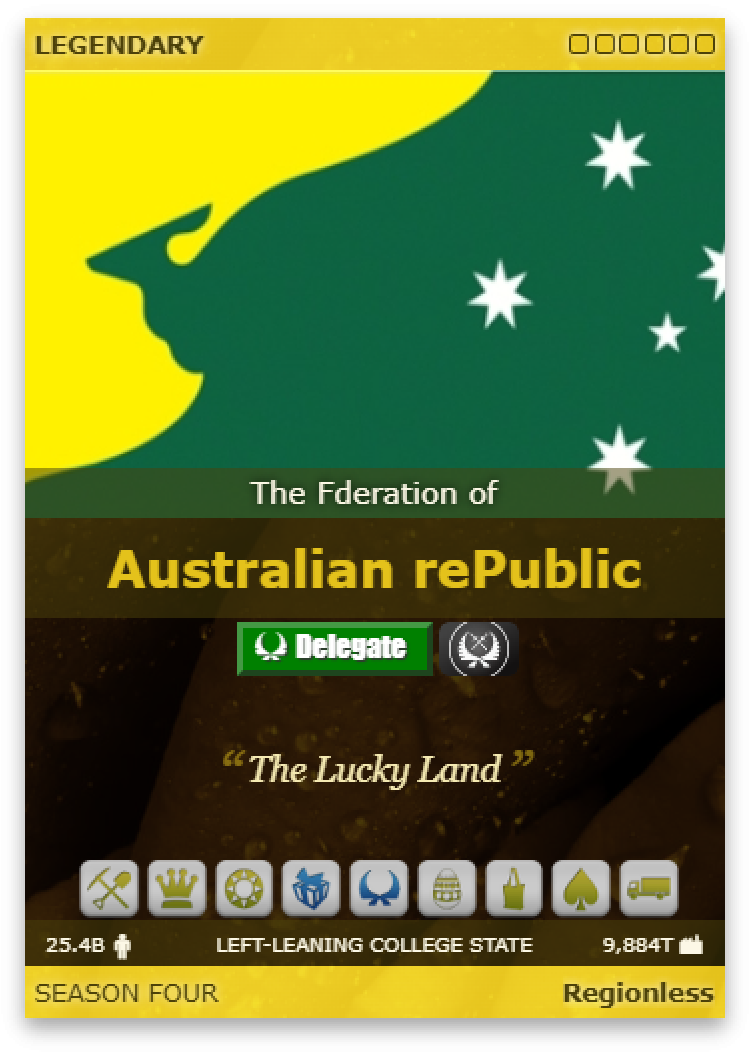 LEGENDARY
The Fderation of
Australian rePublic
Delegate
“The Lucky Land ”
25.4B LEFT-LEANING COLLEGE STATE 9,884T
SEASON FOUR Regionless